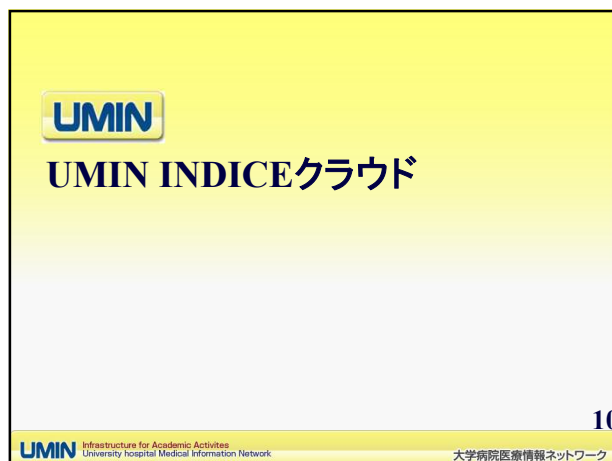 UMIN
UMIN INDICEクラウド
10
UMIN Infrastructure for Academic Activites
University hospital Medical Information Network
大学病院医療情報ネットワーク